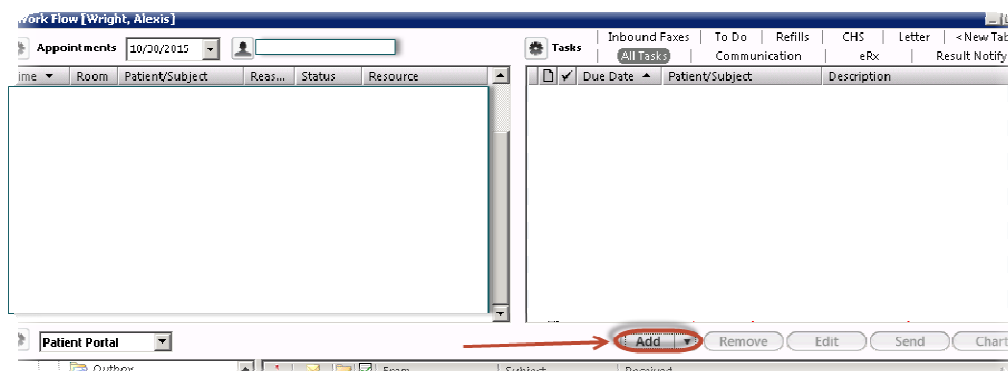 Work Flow [Wright, Alexis]
Appointments 10/30/2015
Time Room Patient/Subject Reas... Status Resource
Tasks
Inbound Faxes To Do Refills CHS Letter <New Tab
All Tasks Communication eRx Result Notify
Due Date Patient/Subject Description
Patient Portal
Add Remove Edit Send Chart
Outbox From Subject Received